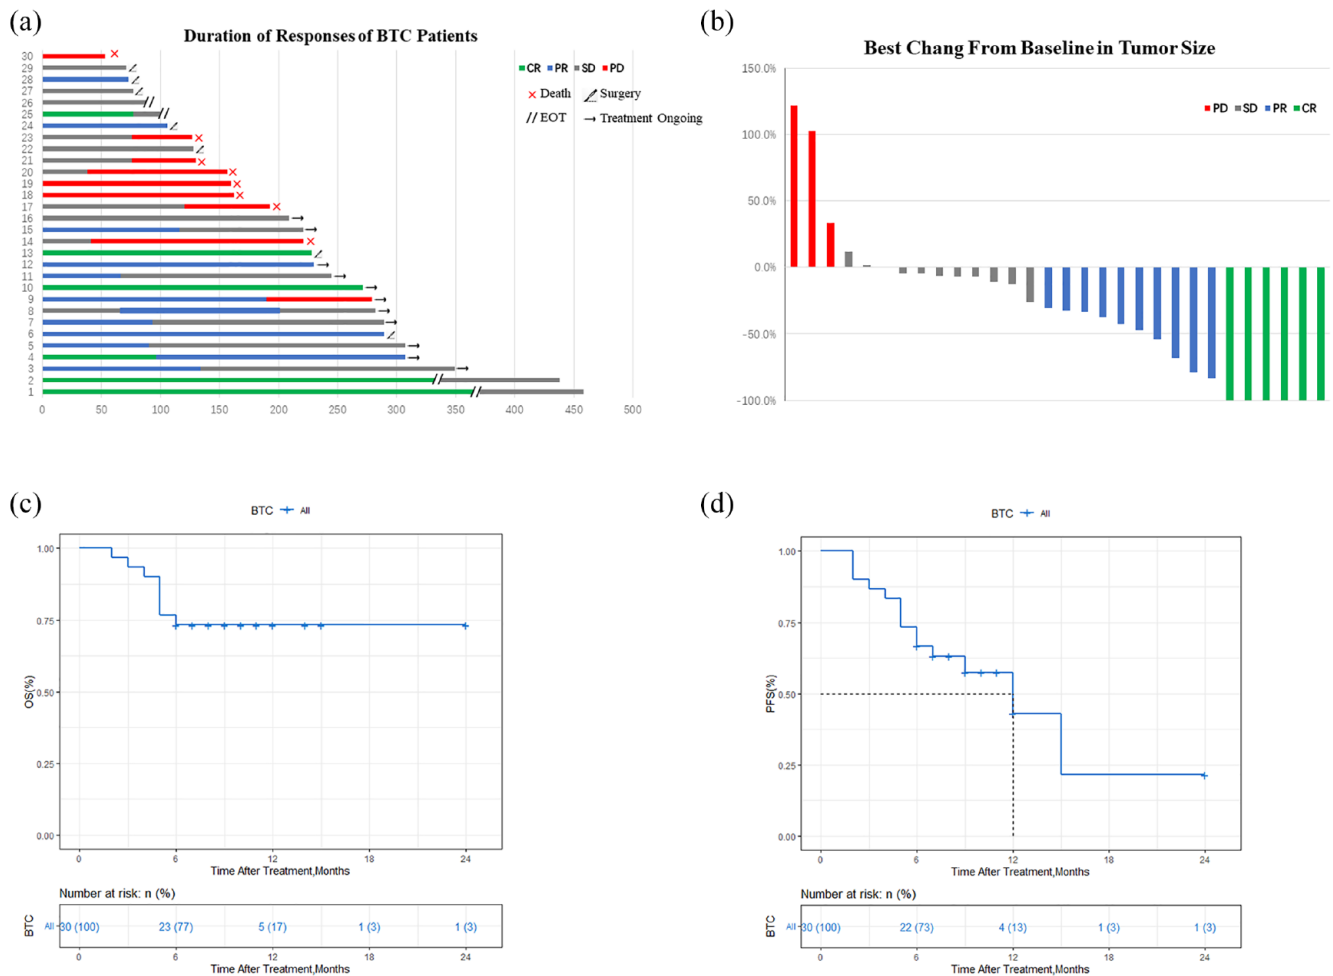 (a)
Duration of Responses of BTC Patients
CR PR SD PD
Death Surgery
EOT Treatment Ongoing
30
29
28
27
26
25
24
23
22
21
20
19
18
17
16
15
14
13
12
11
10
9
8
7
6
5
4
3
2
1
0 50 100 150 200 250 300 350 400 450 500
(b)
Best Chang From Baseline in Tumor Size
PD SD PR CR
150.0%
100.0%
50.0%
0.0%
-50.0%
-100.0%
(c)
BTC All
OS(%)
1.00
0.75
0.50
0.25
0.00
0 6 12 18 24
Time After Treatment,Months
Number at risk: n (%)
BTC
All 30 (100) 23 (77) 5 (17) 1 (3) 1 (3)
0 6 12 18 24
Time After Treatment,Months
(d)
BTC All
PFS(%)
1.00
0.75
0.50
0.25
0.00
0 6 12 18 24
Time After Treatment,Months
Number at risk: n (%)
BTC
All 30 (100) 22 (73) 4 (13) 1 (3) 1 (3)
0 6 12 18 24
Time After Treatment,Months